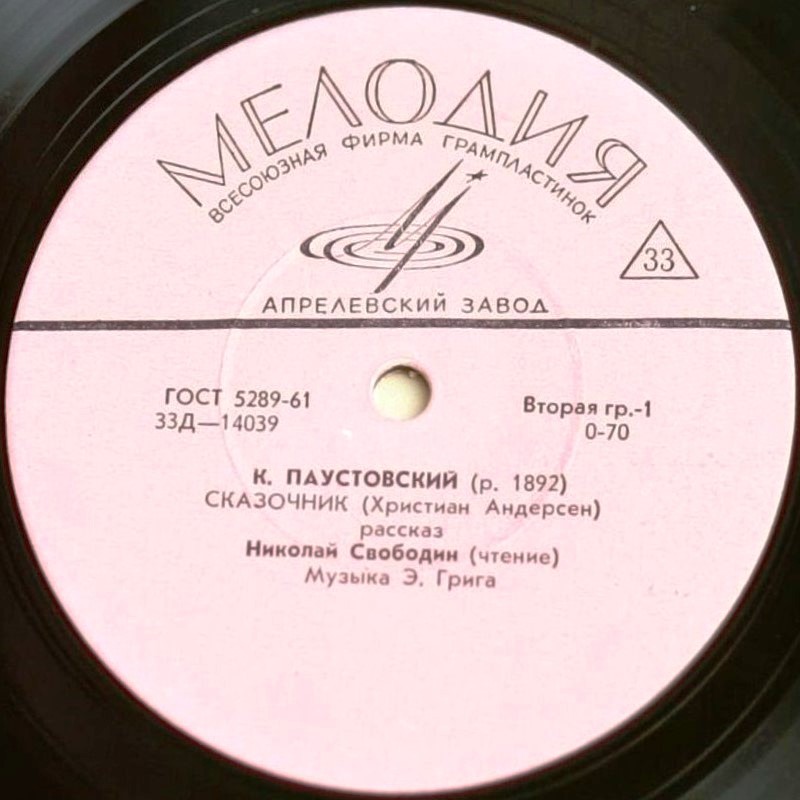 МЕЛОДИЯ
ВСЕСОЮЗНАЯ ФИРМА ГРАМПЛАСТИНОК
33
АПРЕЛЕВСКИЙ ЗАВОД
ГОСТ 5289-61
33Д—14039
Вторая гр.-1
0-70
К. ПАУСТОВСКИЙ (р. 1892)
СКАЗОЧНИК (Христиан Андерсен)
рассказ
Николай Свободин (чтение)
Музыка Э. Грига